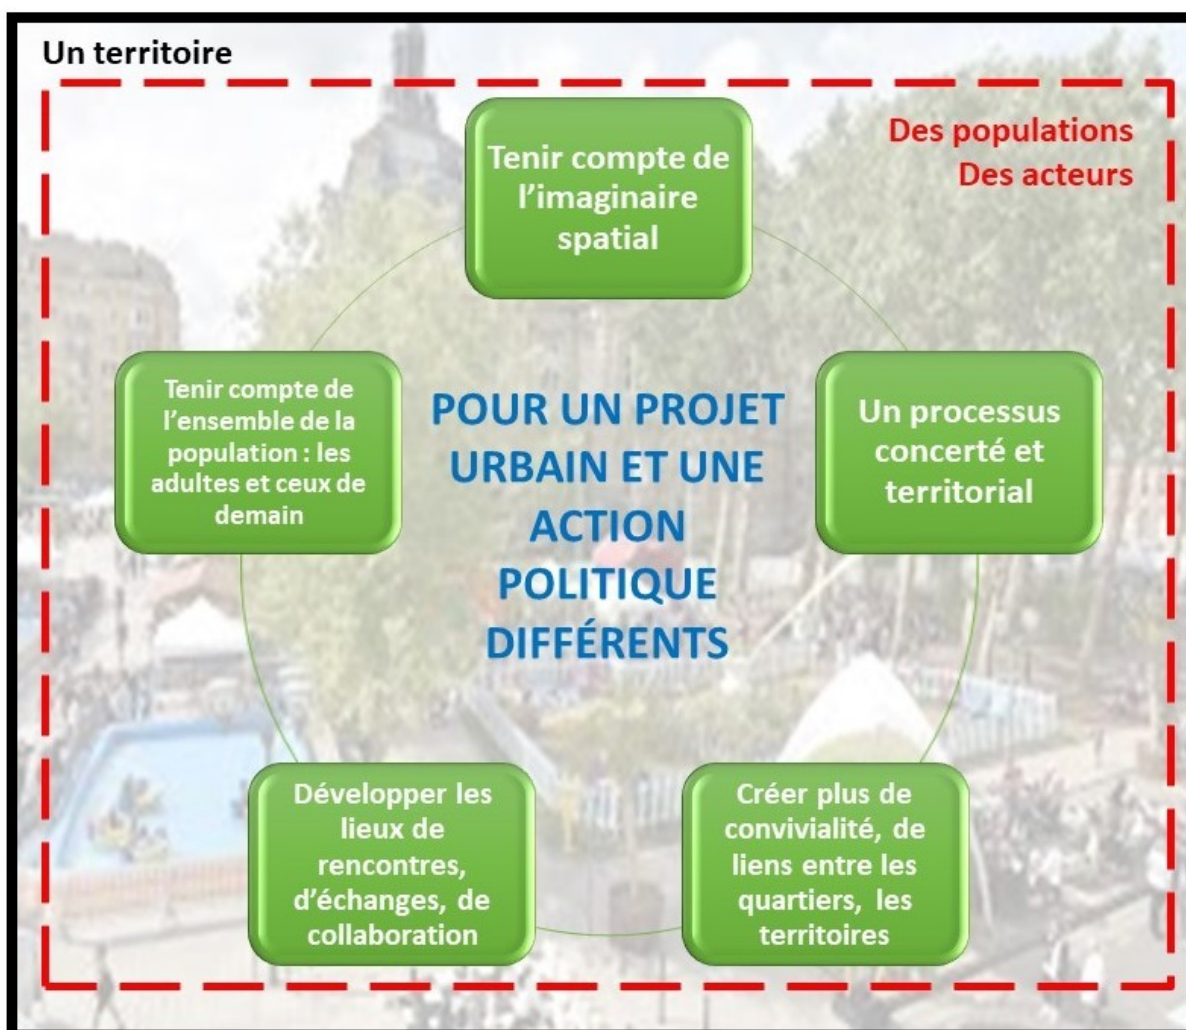 Un territoire
Des populations
Des acteurs
Tenir compte de
l'imaginaire
spatial
Un processus
concerté et
territorial
Créer plus de
convivialité, de
liens entre les
quartiers, les
territoires
Développer les
lieux de
rencontres,
d'échanges, de
collaboration
Tenir compte de
l'ensemble de la
population : les
adultes et ceux de
demain
POUR UN PROJET
URBAIN ET UNE
ACTION
POLITIQUE
DIFFÉRENTS